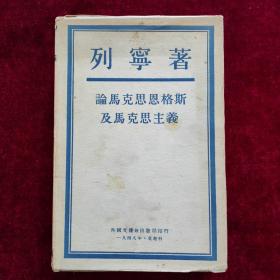 列寧著
論馬克思恩格斯
及馬克思主義
外國文書籍出版局印行
一九四八年·莫斯科